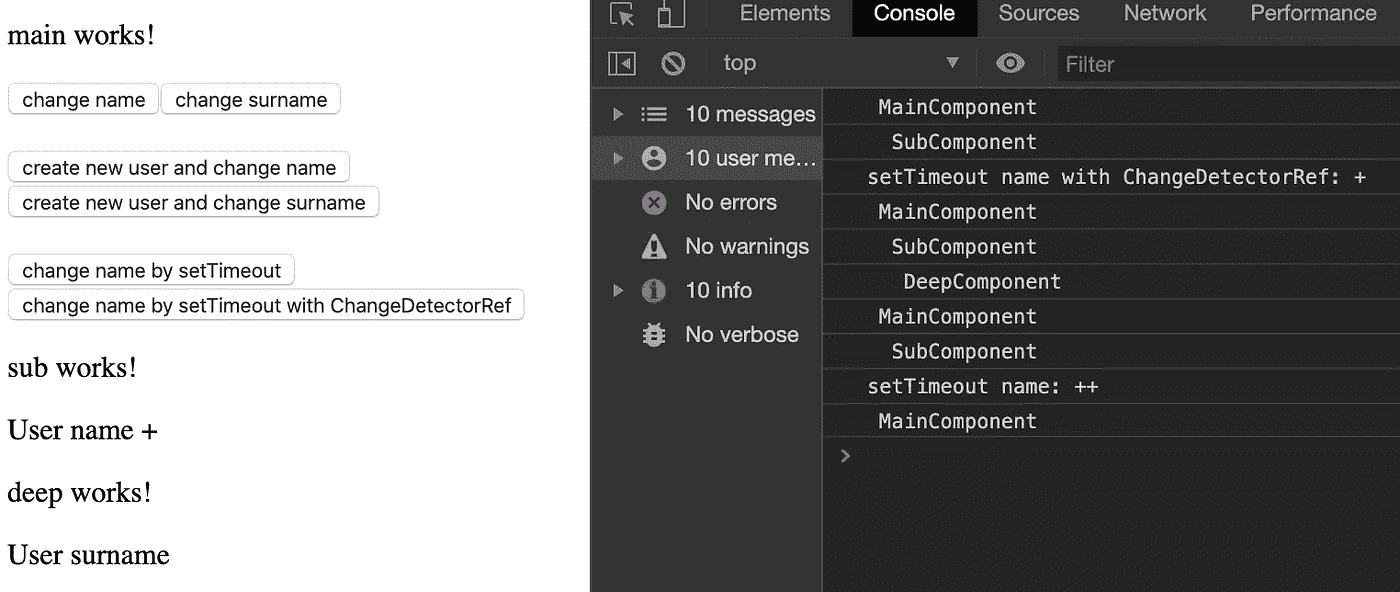 main works!
change name change surname
create new user and change name
create new user and change surname
change name by setTimeout
change name by setTimeout with ChangeDetectorRef
sub works!
User name +
deep works!
User surname
Elements Console Sources Network Performance
top ▼ Filter
10 messages
10 user me…
No errors
No warnings
10 info
No verbose
MainComponent
SubComponent
setTimeout name with ChangeDetectorRef: +
MainComponent
SubComponent
DeepComponent
MainComponent
SubComponent
setTimeout name: ++
MainComponent
>